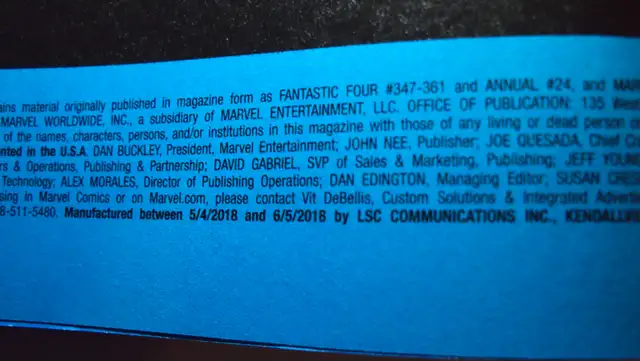 ains material originally published in magazine form as FANTASTIC FOUR #347-361 and ANNUAL #24, and MAR
MARVEL WORLDWIDE, INC., a subsidiary of MARVEL ENTERTAINMENT, LLC. OFFICE OF PUBLICATION: 135 West
of the names, characters, persons, and/or institutions in this magazine with those of any living or dead person o
nted in the U.S.A. DAN BUCKLEY, President, Marvel Entertainment; JOHN NEE, Publisher; JOE QUESADA, Chief C
rs & Operations, Publishing & Partnership; DAVID GABRIEL, SVP of Sales & Marketing, Publishing; JEFF YOUN
Technology; ALEX MORALES, Director of Publishing Operations; DAN EDINGTON, Managing Editor; SUSAN CRES
sing in Marvel Comics or on Marvel.com, please contact Vit DeBellis, Custom Solutions & Integrated Adver
8-511-5480. Manufactured between 5/4/2018 and 6/5/2018 by LSC COMMUNICATIONS INC.,